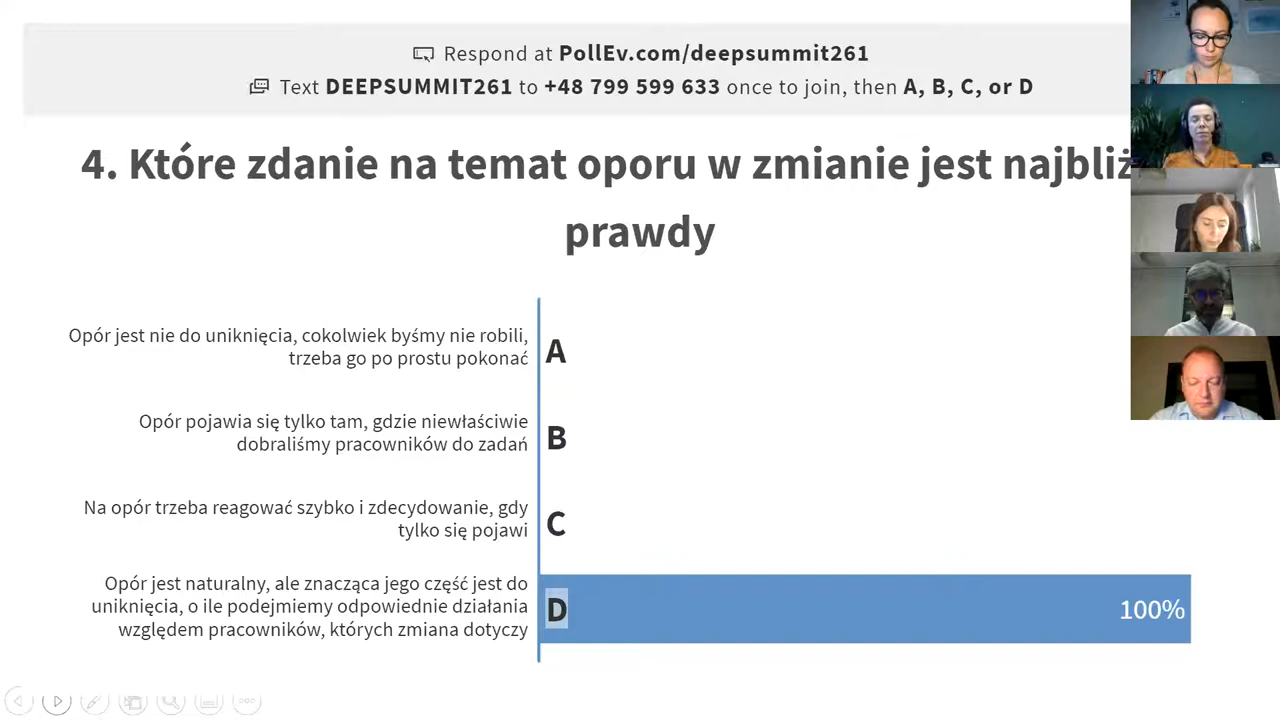 Respond at PollEv.com/deepsummit261
Text DEEPSUMMIT261 to +48 799 599 633 once to join, then A, B, C, or D
4. Które zdanie na temat oporu w zmianie jest
prawdy
Opór jest nie do uniknięcia, cokolwiek byśmy nie robili,
trzeba go po prostu pokonać
A
Opór pojawia się tylko tam, gdzie niewłaściwie
dobraliśmy pracowników do zadań
B
Na opór trzeba reagować szybko i zdecydowanie, gdy
tylko się pojawi
C
Opór jest naturalny, ale znacząca jego część jest do
uniknięcia, o ile podejmiemy odpowiednie działania
względem pracowników, których zmiana dotyczy
D
100%